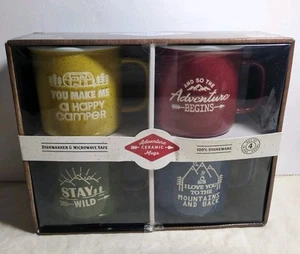 YOU MAKE ME
a HAPPY
camper
AND SO THE
Adventure
BEGINS
DISHWASHER & MICROWAVE SAFE
Adventure
CERAMIC
Mugs
100% STONEWARE
4
STAY
WILD
I LOVE YOU
TO THE
MOUNTAINS
AND BACK